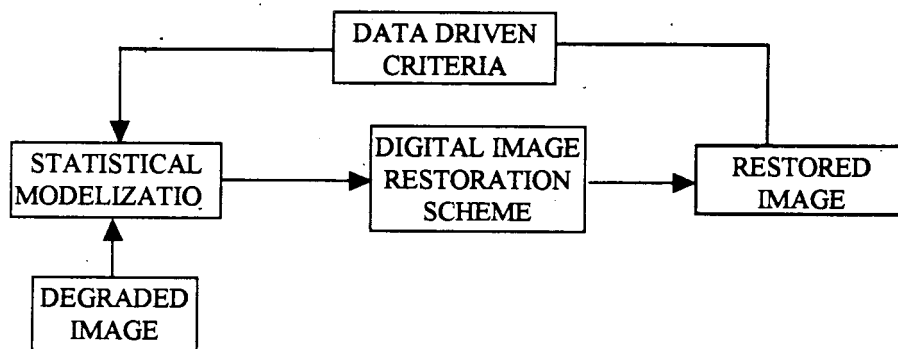 DATA DRIVEN
CRITERIA
STATISTICAL
MODELIZATIO
DIGITAL IMAGE
RESTORATION
SCHEME
RESTORED
IMAGE
DEGRADED
IMAGE